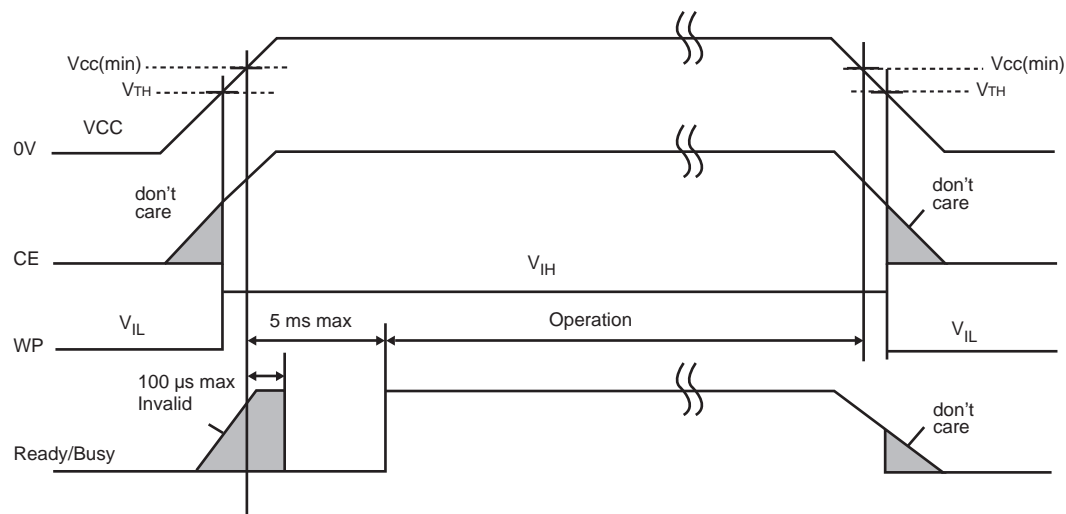 Vcc(min)
VTH
VCC
0V
Vcc(min)
VTH
don't
care
don't
care
CE
VIH
VIL
WP
5 ms max
Operation
VIL
100 µs max
Invalid
don't
care
Ready/Busy